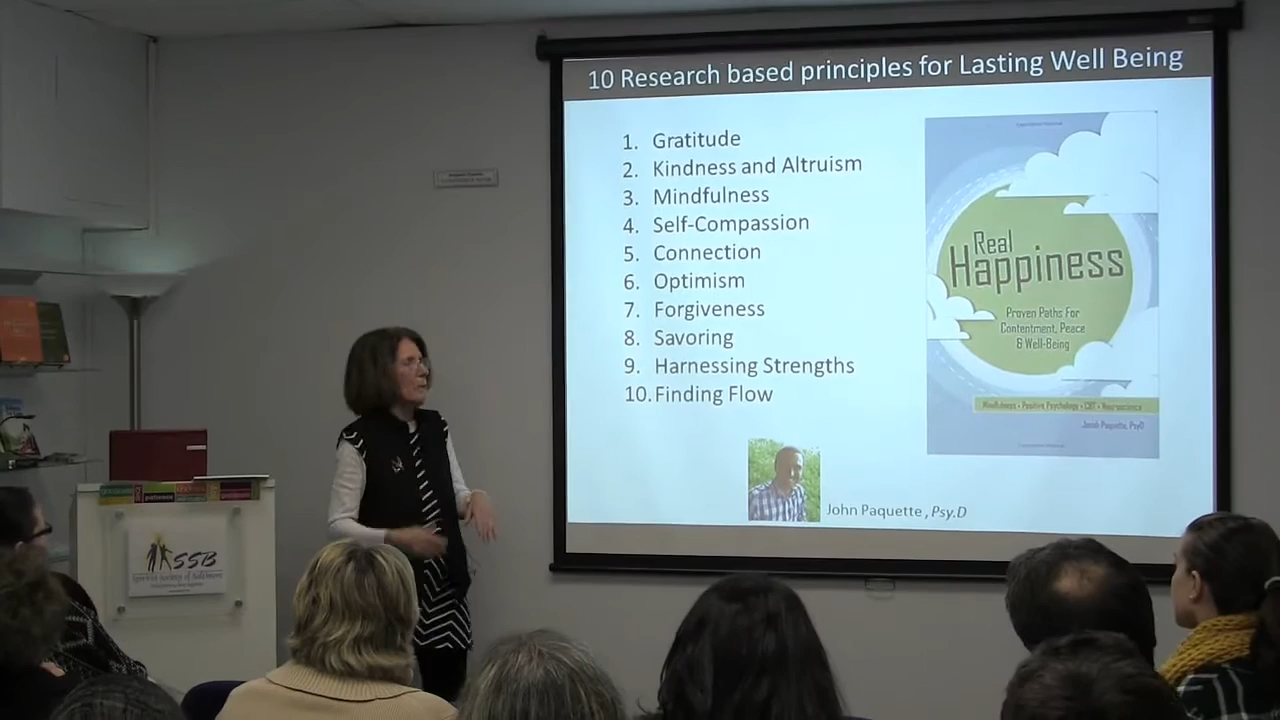 10 Research based principles for Lasting Well Being
1. Gratitude
2. Kindness and Altruism
3. Mindfulness
4. Self-Compassion
5. Connection
6. Optimism
7. Forgiveness
8. Savoring
9. Harnessing Strengths
10. Finding Flow
Real
Happiness
Proven Paths For
Contentment, Peace
& Well-Being
Mindfulness • Positive Psychology • CBT • Neuroscience
Jonah Paquette, PsyD
John Paquette , Psy.D
patience
SSB